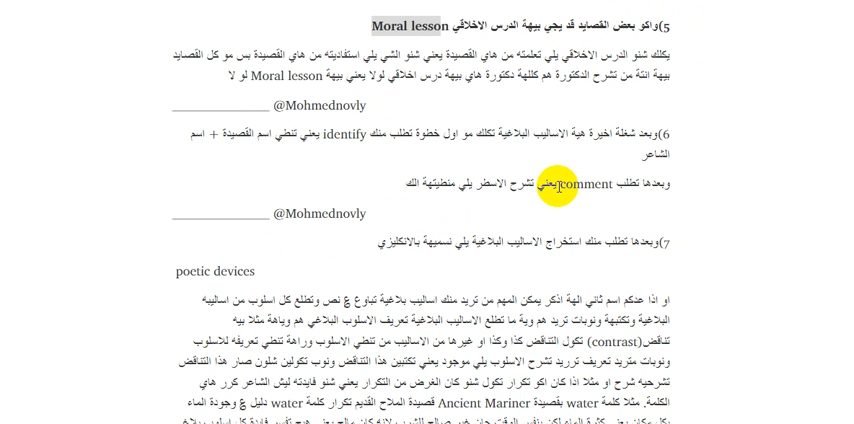 5)واكو بعض القصايد قد يجي بيهة الدرس الاخلاقي Moral lesson
يكلك شنو الدرس الاخلاقي يلي تعلمته من هاي القصيدة يعني شنو الشي يلي استفاديته من هاي القصيدة بس مو كل القصايد
بيهة انتة من تشرح الدكتورة هم كللهة دكتورة هاي بيهة درس اخلاقي لولا يعني بيهة Moral lesson لو لا
________________ @Mohmednovly
6)وبعد شغلة اخيرة هية الاساليب البلاغية تكلك مو اول خطوة تطلب منك identify يعني تنطي اسم القصيدة + اسم
الشاعر
وبعدها تطلب comment يعني تشرح الاسطر يلي منطيتهة الك
________________ @Mohmednovly
7)وبعدها تطلب منك استخراج الاساليب البلاغية يلي نسميهة بالانكليزي
poetic devices
او اذا عدكم اسم ثاني الهة اذكر يمكن المهم من تريد منك اساليب بلاغية تباوع ع نص وتطلع كل اسلوب من اساليبه
البلاغية وتكتبهة ونوبات تريد هم وية ما تطلع الاساليب البلاغية تعريف الاسلوب البلاغي هم وياهة مثلا بيه
تناقض(contrast) تكول التناقض كذا وكذا او غيرها من الاساليب من تنطي الاسلوب وراهة تنطي تعريفه للاسلوب
ونوبات متريد تعريف ترريد تشرح الاسلوب يلي موجود يعني تكتبين هذا التناقض ونوب تكولين شلون صار هذا التناقض
تشرحيه شرح او مثلا اذا كان اكو تكرار تكول شنو كان الغرض من التكرار يعني شنو فايدته ليش الشاعر كرر هاي
الكلمة. مثلا كلمة water بقصيدة Ancient Mariner قصيدة الملاح القديم تكرار كلمة water دليل ع وجودة الماء